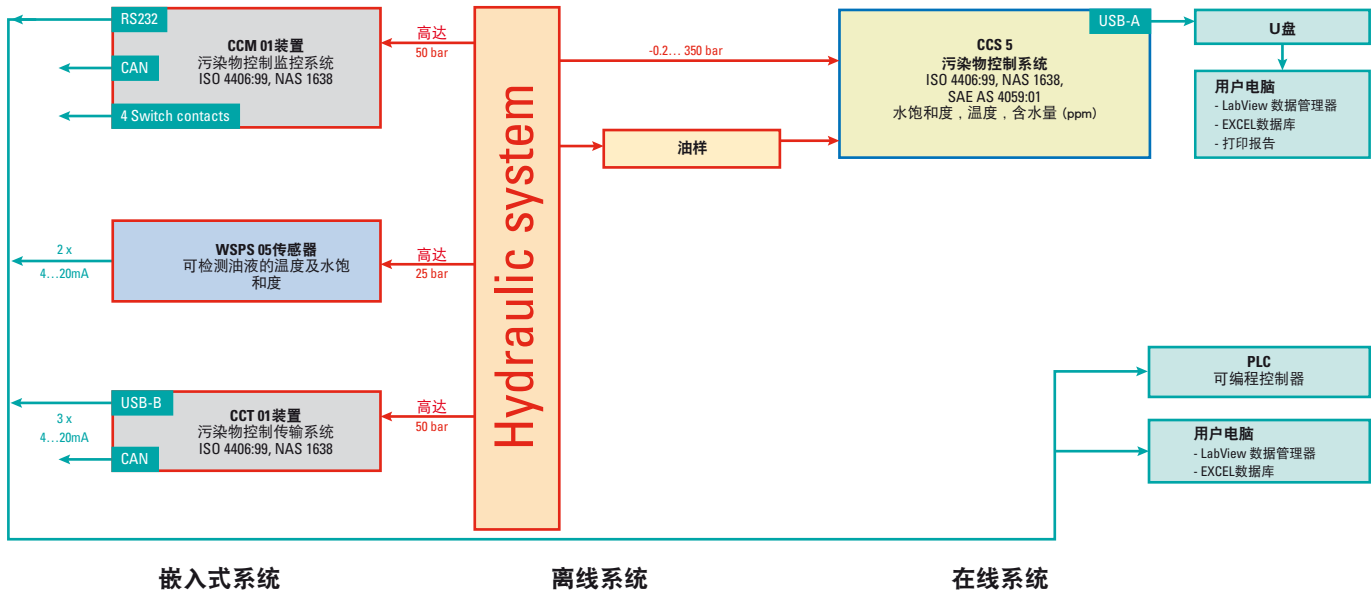 RS232
CCM 01装置
污染物控制监控系统
ISO 4406:99, NAS 1638
CAN
4 Switch contacts
高达
50 bar
2 x
4…20mA
WSPS 05传感器
可检测油液的温度及水饱
和度
高达
25 bar
USB-B
3 x
4…20mA
CCT 01装置
污染物控制传输系统
ISO 4406:99, NAS 1638
CAN
高达
50 bar
Hydraulic system
-0.2… 350 bar
油样
USB-A
CCS 5
污染物控制系统
ISO 4406:99, NAS 1638,
SAE AS 4059:01
水饱和度 , 温度 , 含水量 (ppm)
U盘
用户电脑
- LabView 数据管理器
- EXCEL数据库
- 打印报告
PLC
可编程控制器
用户电脑
- LabView 数据管理器
- EXCEL数据库
嵌入式系统
离线系统
在线系统